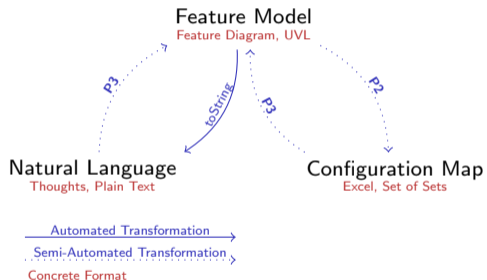 Feature Model
Feature Diagram, UVL
P3
toString
P3
P2
Natural Language
Thoughts, Plain Text
Configuration Map
Excel, Set of Sets
Automated Transformation
Semi-Automated Transformation
Concrete Format